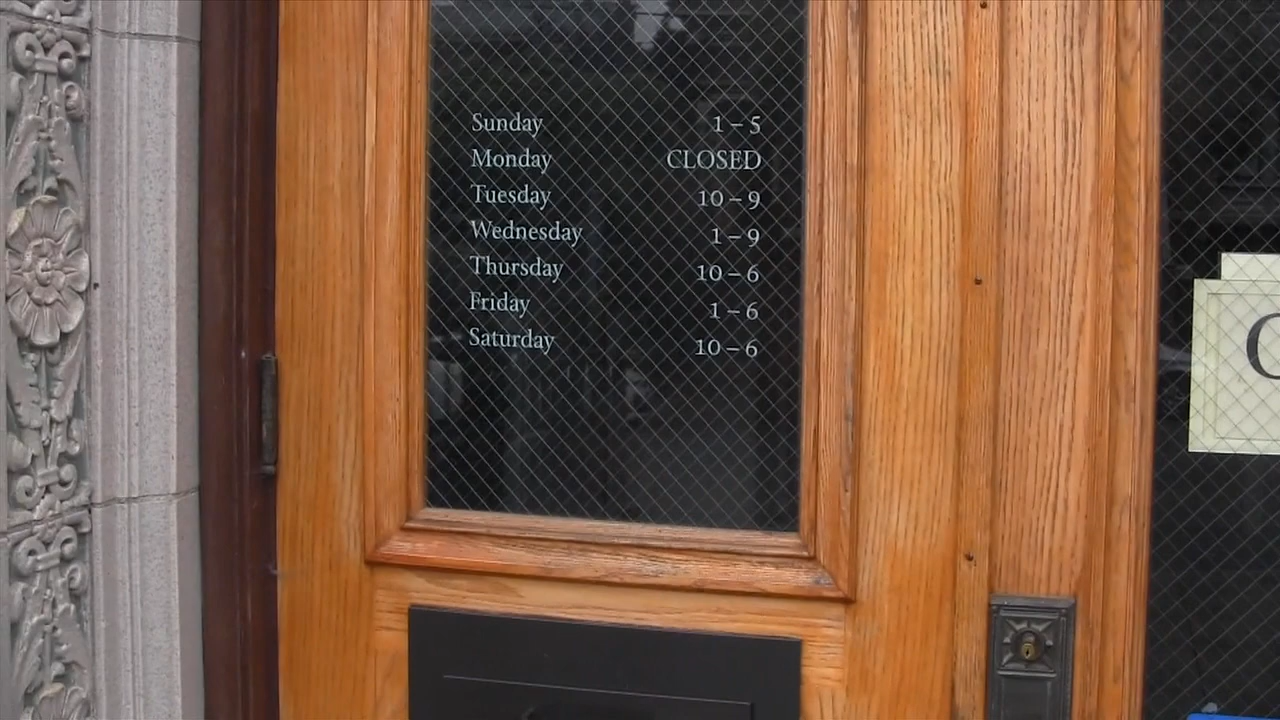 Sunday 1 – 5
Monday CLOSED
Tuesday 10 – 9
Wednesday 1 – 9
Thursday 10 – 6
Friday 1 – 6
Saturday 10 – 6